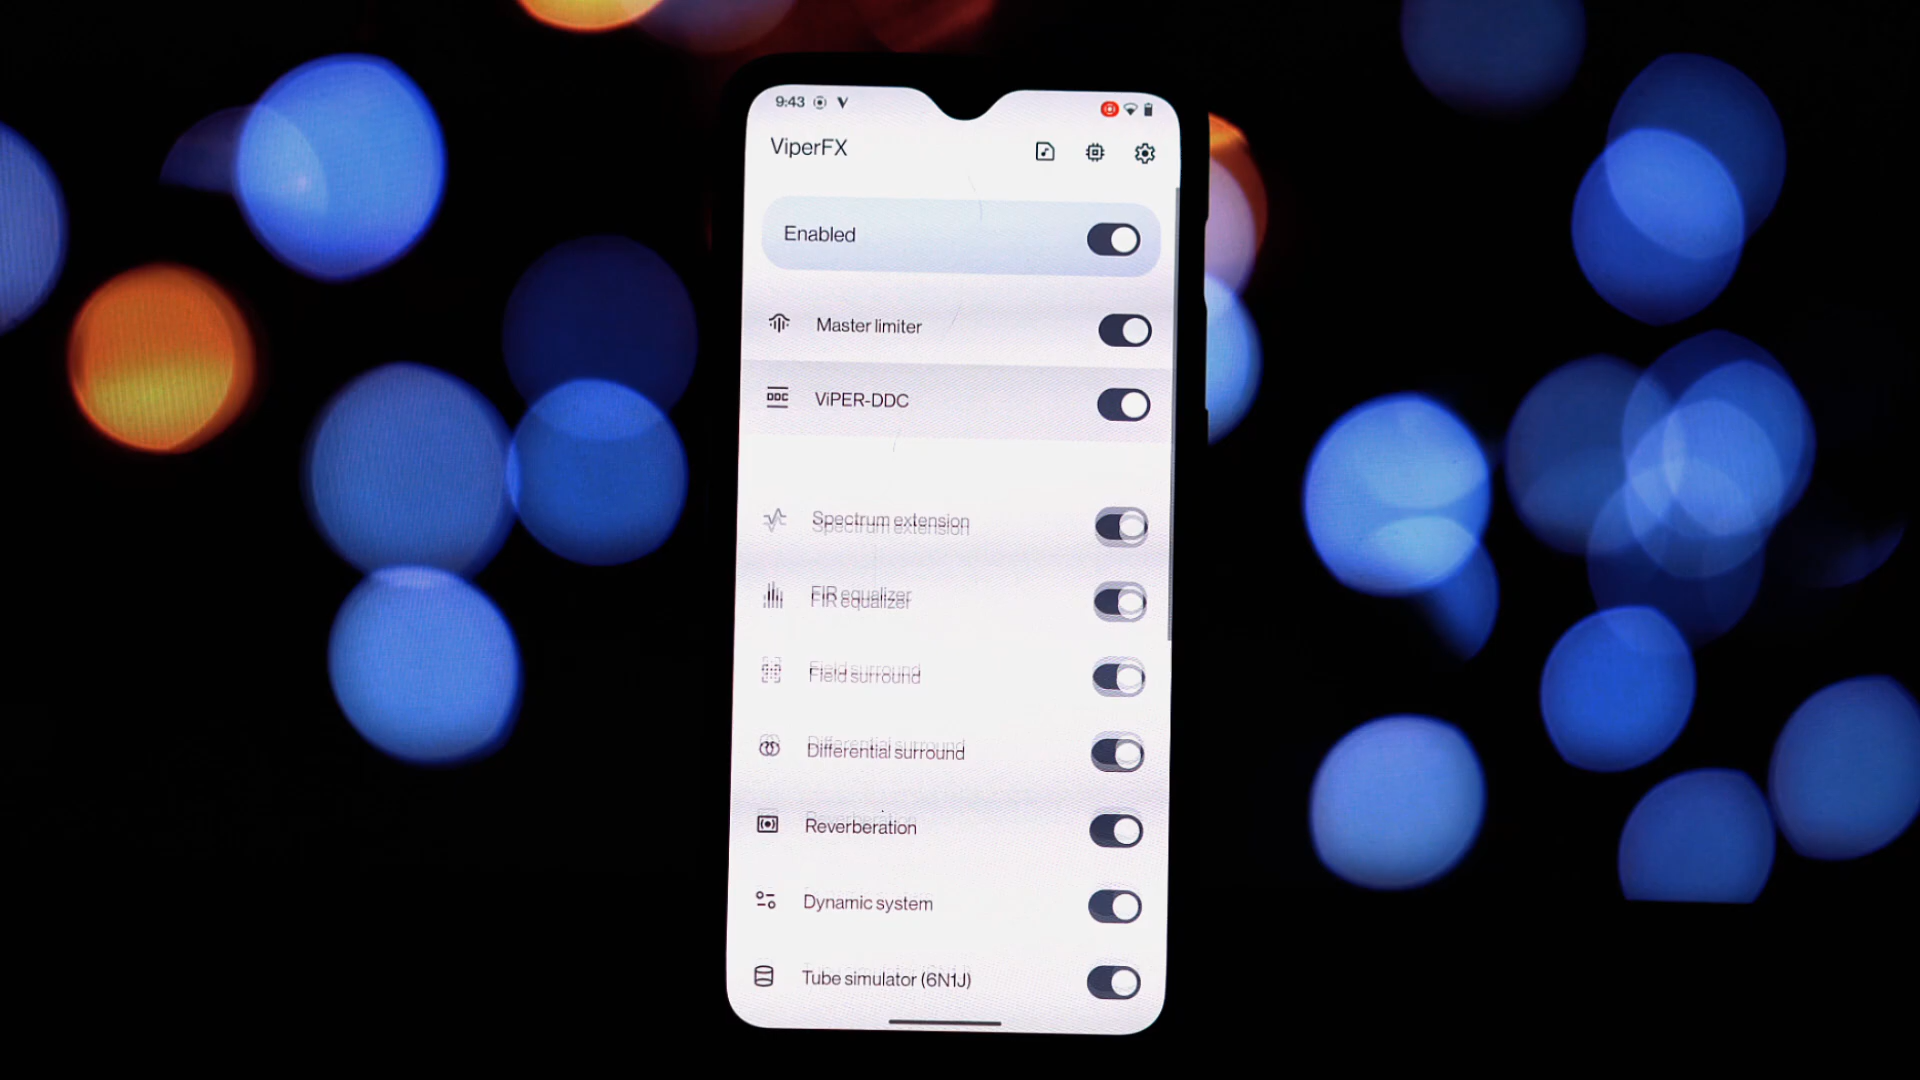 9:43
ViperFX
Enabled
Master limiter
DDC
ViPER-DDC
Spectrum extension
FIR equalizer
Field surround
Differential surround
Reverberation
Dynamic system
Tube simulator (6N1J)